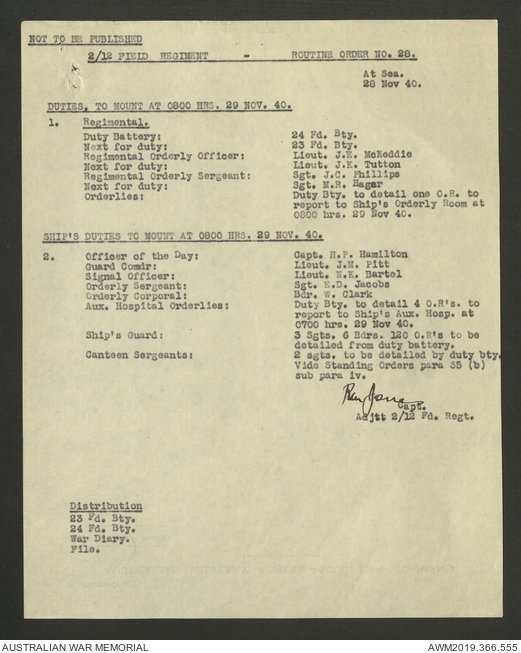 NOT TO BE PUBLISHED
2/12 FIELD REGIMENT - ROUTINE ORDER NO. 28.
At Sea.
28 Nov 40.
DUTIES, TO MOUNT AT 0800 HRS. 29 NOV. 40.
1. Regimental.
Duty Battery: 24 Fd. Bty.
Next for duty: 23 Fd. Bty.
Regimental Orderly Officer: Lieut. J.E. McKeddie
Next for duty: Lieut. J.K. Tutton
Regimental Orderly Sergeant: Sgt. J.C. Phillips
Next for duty: Sgt. M.R. Hagar
Orderlies: Duty Bty. to detail one O.R. to
report to Ship's Orderly Room at
0800 hrs. 29 Nov 40.
SHIP'S DUTIES TO MOUNT AT 0800 HRS. 29 NOV. 40.
2. Officer of the Day: Capt. H.P. Hamilton
Guard Comdr: Lieut. J.M. Pitt
Signal Officer: Lieut. N.K. Bartel
Orderly Sergeant: Sgt. E.D. Jacobs
Orderly Corporal: Bdr. W. Clark
Aux. Hospital Orderlies: Duty Bty. to detail 4 O.R's. to
report to Ship's Aux. Hosp. at
0700 hrs. 29 Nov 40.
Ship's Guard: 3 Sgts. 6 Bdrs. 120 O.R's to be
detailed from duty battery.
Canteen Sergeants: 2 sgts. to be detailed by duty bty.
Vide Standing Orders para 35 (b)
sub para iv.
Capt.
Adjtt 2/12 Fd. Regt.
Distribution
23 Fd. Bty.
24 Fd. Bty.
War Diary.
File.
AUSTRALIAN WAR MEMORIAL AWM2019.366.555